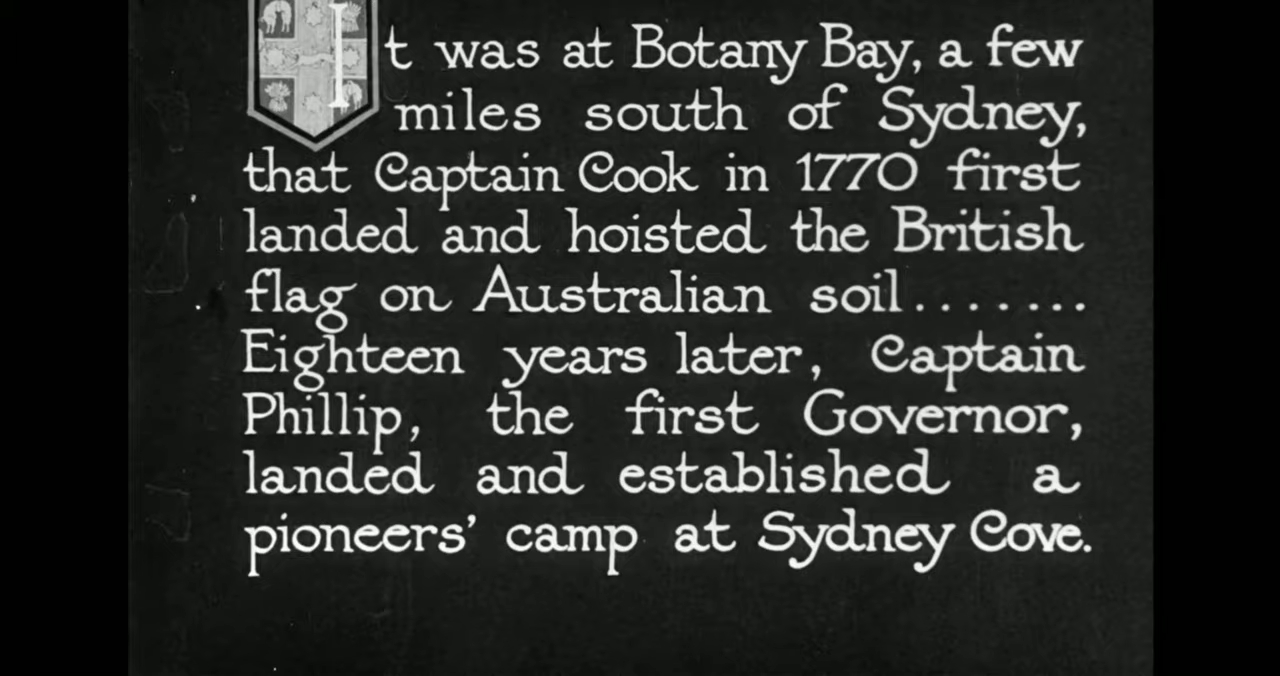 It was at Botany Bay, a few
miles south of Sydney,
that Captain Cook in 1770 first
landed and hoisted the British
flag on Australian soil.......
Eighteen years later, Captain
Phillip, the first Governor,
landed and established a
pioneers' camp at Sydney Cove.